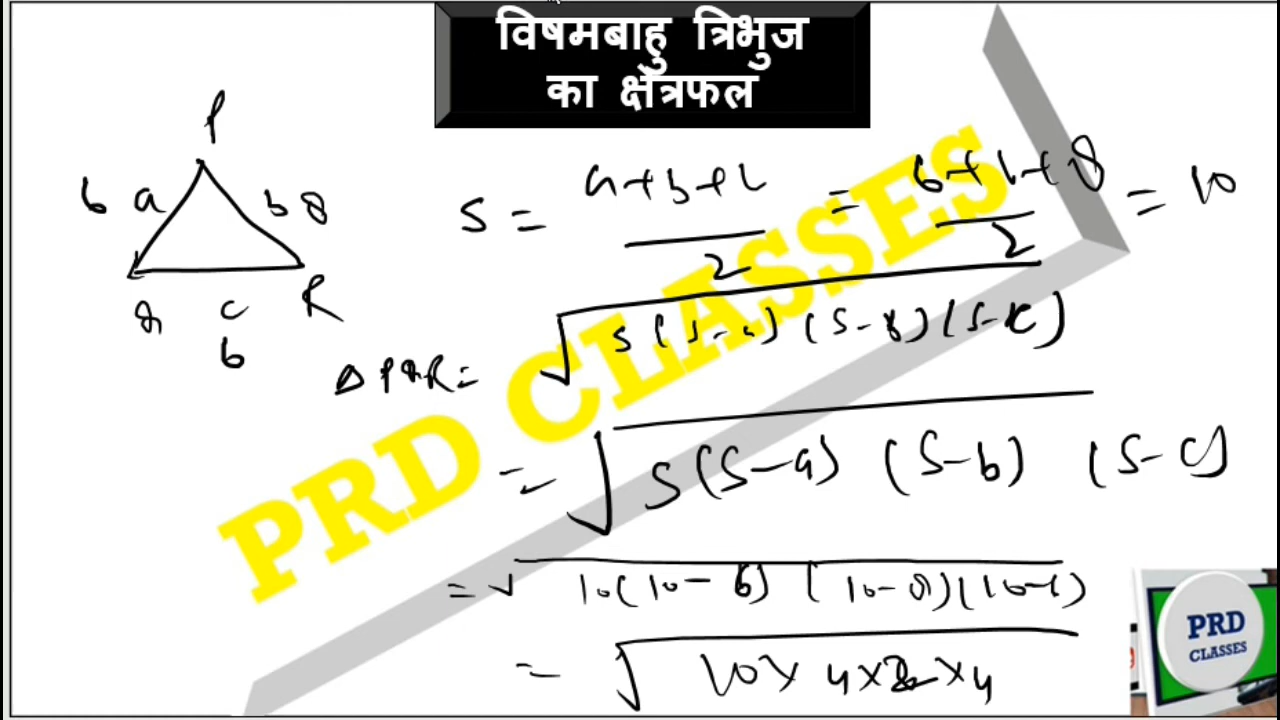 विषमबाहु त्रिभुज
का क्षेत्रफल
P
6 a b 8
Q c R
6
S = a+b+c / 2 = 6+6+8 / 2 = 10
Δ PQR = √ s(s-a)(s-b)(s-c)
= √ S(S-a) (S-b) (S-c)
= √ 10(10-6) (10-8)(10-6)
= √ 10× 4×2×4
PRD CLASSES
PRD
CLASSES